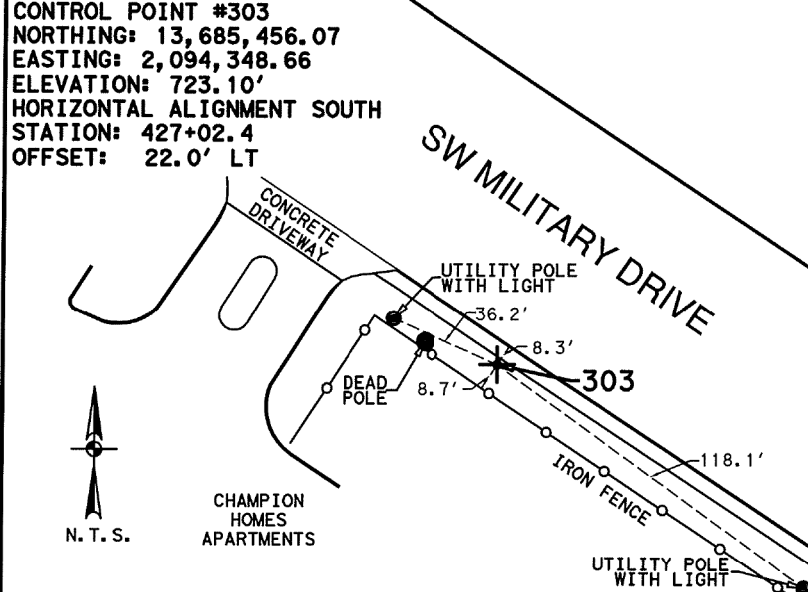 CONTROL POINT #303
NORTHING: 13,685,456.07
EASTING: 2,094,348.66
ELEVATION: 723.10'
HORIZONTAL ALIGNMENT SOUTH
STATION: 427+02.4
OFFSET: 22.0' LT
SW MILITARY DRIVE
CONCRETE
DRIVEWAY
UTILITY POLE
WITH LIGHT
36.2'
8.3'
303
DEAD
POLE
8.7'
118.1'
IRON FENCE
N.T.S.
CHAMPION
HOMES
APARTMENTS
UTILITY POLE
WITH LIGHT